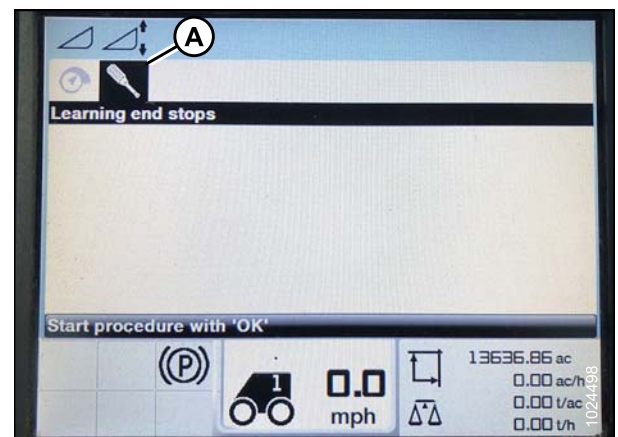 A
Learning end stops
Start procedure with 'OK'
(P)
1
0.0
mph
13636.86 ac
0.00 ac/h
0.00 t/ac
0.00 t/h
1024498